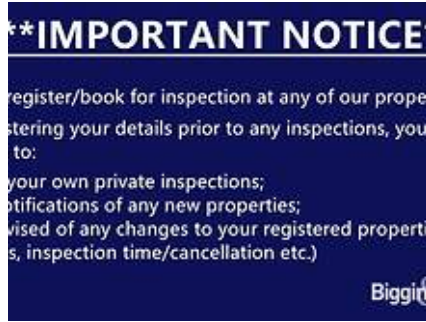 **IMPORTANT NOTICE*
register/book for inspection at any of our prope
stering your details prior to any inspections, you
to:
your own private inspections;
otifications of any new properties;
vised of any changes to your registered properti
s, inspection time/cancellation etc.)
Biggin